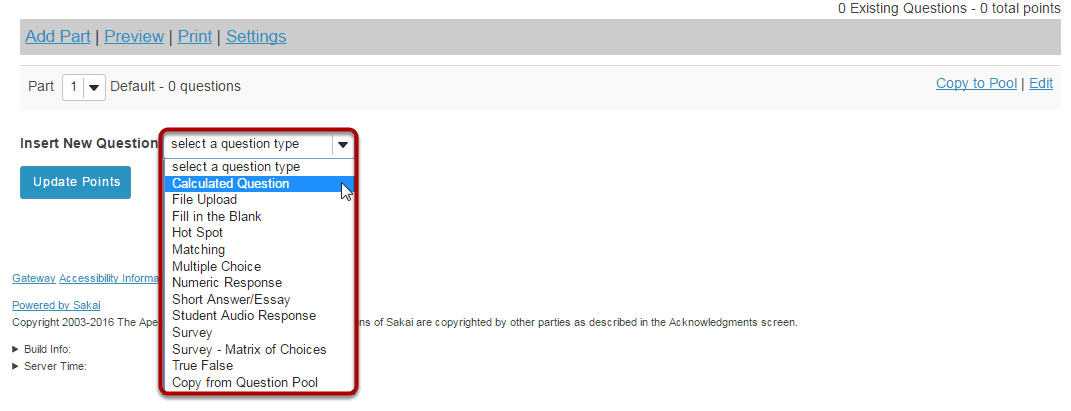 0 Existing Questions - 0 total points
Add Part | Preview | Print | Settings
Part 1 Default - 0 questions Copy to Pool | Edit
Insert New Question select a question type
select a question type
Update Points Calculated Question
File Upload
Fill in the Blank
Hot Spot
Matching
Multiple Choice
Gateway Accessibility Informa
Numeric Response
Short Answer/Essay
Powered by Sakai
Student Audio Response
Copyright 2003-2016 The Ape ns of Sakai are copyrighted by other parties as described in the Acknowledgments screen.
Survey
Build Info: Survey - Matrix of Choices
Server Time: True False
Copy from Question Pool